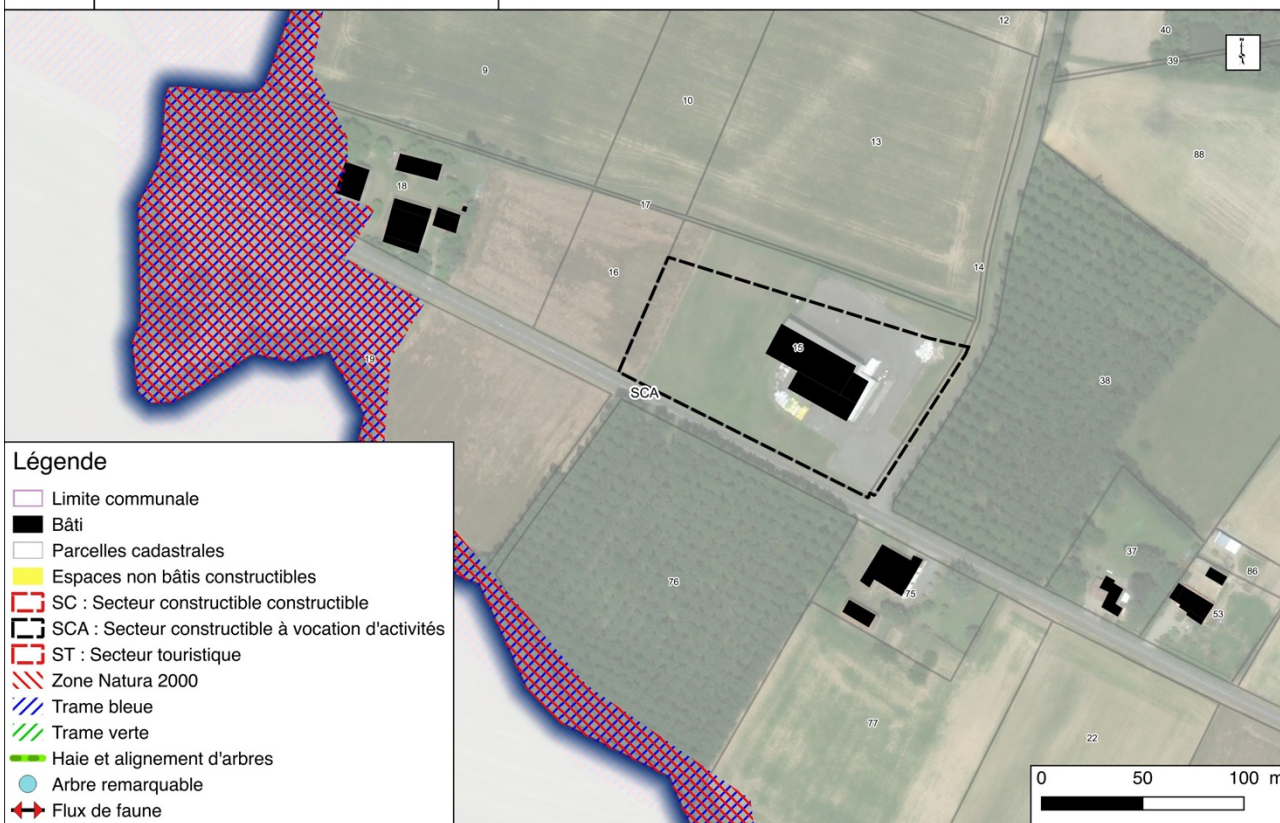 12
40
39
9
10
13
88
18
17
14
16
15
38
19
SCA
37
86
76
75
53
77
22
Légende
Limite communale
Bâti
Parcelles cadastrales
Espaces non bâtis constructibles
SC : Secteur constructible constructible
SCA : Secteur constructible à vocation d'activités
ST : Secteur touristique
Zone Natura 2000
Trame bleue
Trame verte
Haie et alignement d'arbres
Arbre remarquable
Flux de faune
0 50 100 m